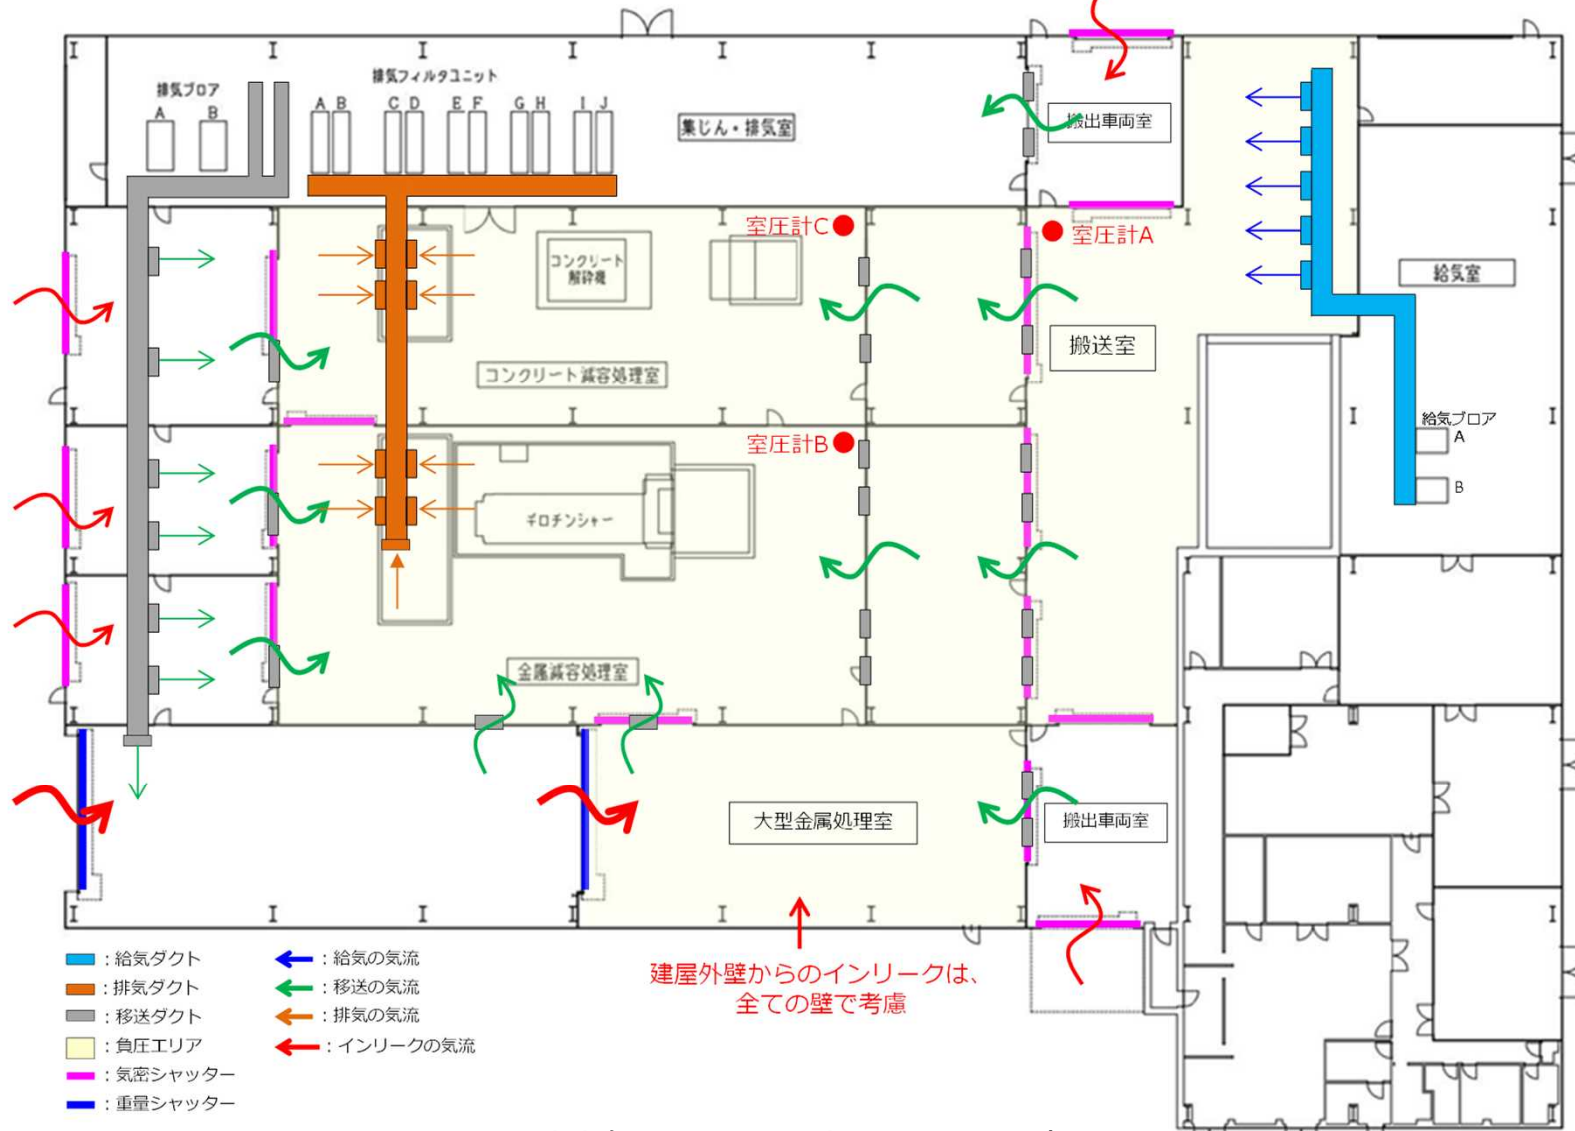 排気ブロア
A
B
排気フィルタユニット
A B C D E F G H I J
集じん・排気室
搬出車両室
室圧計C
室圧計A
コンクリート
解砕機
給気室
搬送室
コンクリート減容処理室
給気ブロア
A
B
室圧計B
ギロチンシャー
金属減容処理室
大型金属処理室
搬出車両室
:給気ダクト
:排気ダクト
:移送ダクト
:負圧エリア
:気密シャッター
:重量シャッター
:給気の気流
:移送の気流
:排気の気流
:インリークの気流
建屋外壁からのインリークは、
全ての壁で考慮